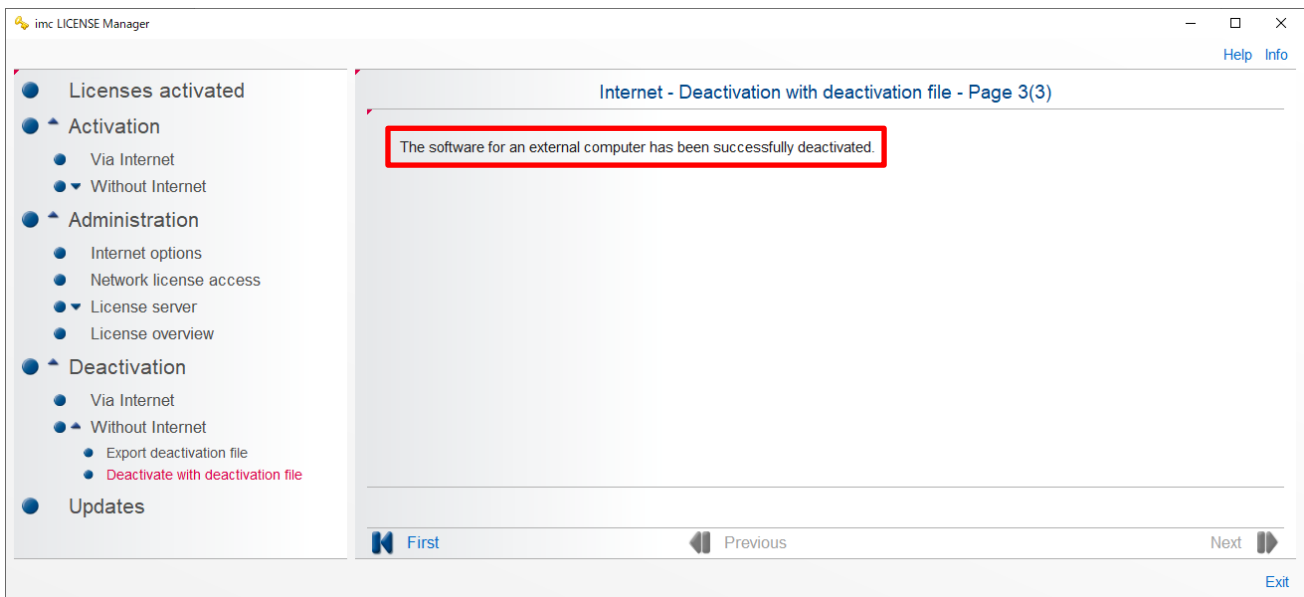 imc LICENSE Manager
Help Info
Licenses activated
Activation
Via Internet
Without Internet
Administration
Internet options
Network license access
License server
License overview
Deactivation
Via Internet
Without Internet
Export deactivation file
Deactivate with deactivation file
Updates
Internet - Deactivation with deactivation file - Page 3(3)
The software for an external computer has been successfully deactivated.
First Previous Next
Exit